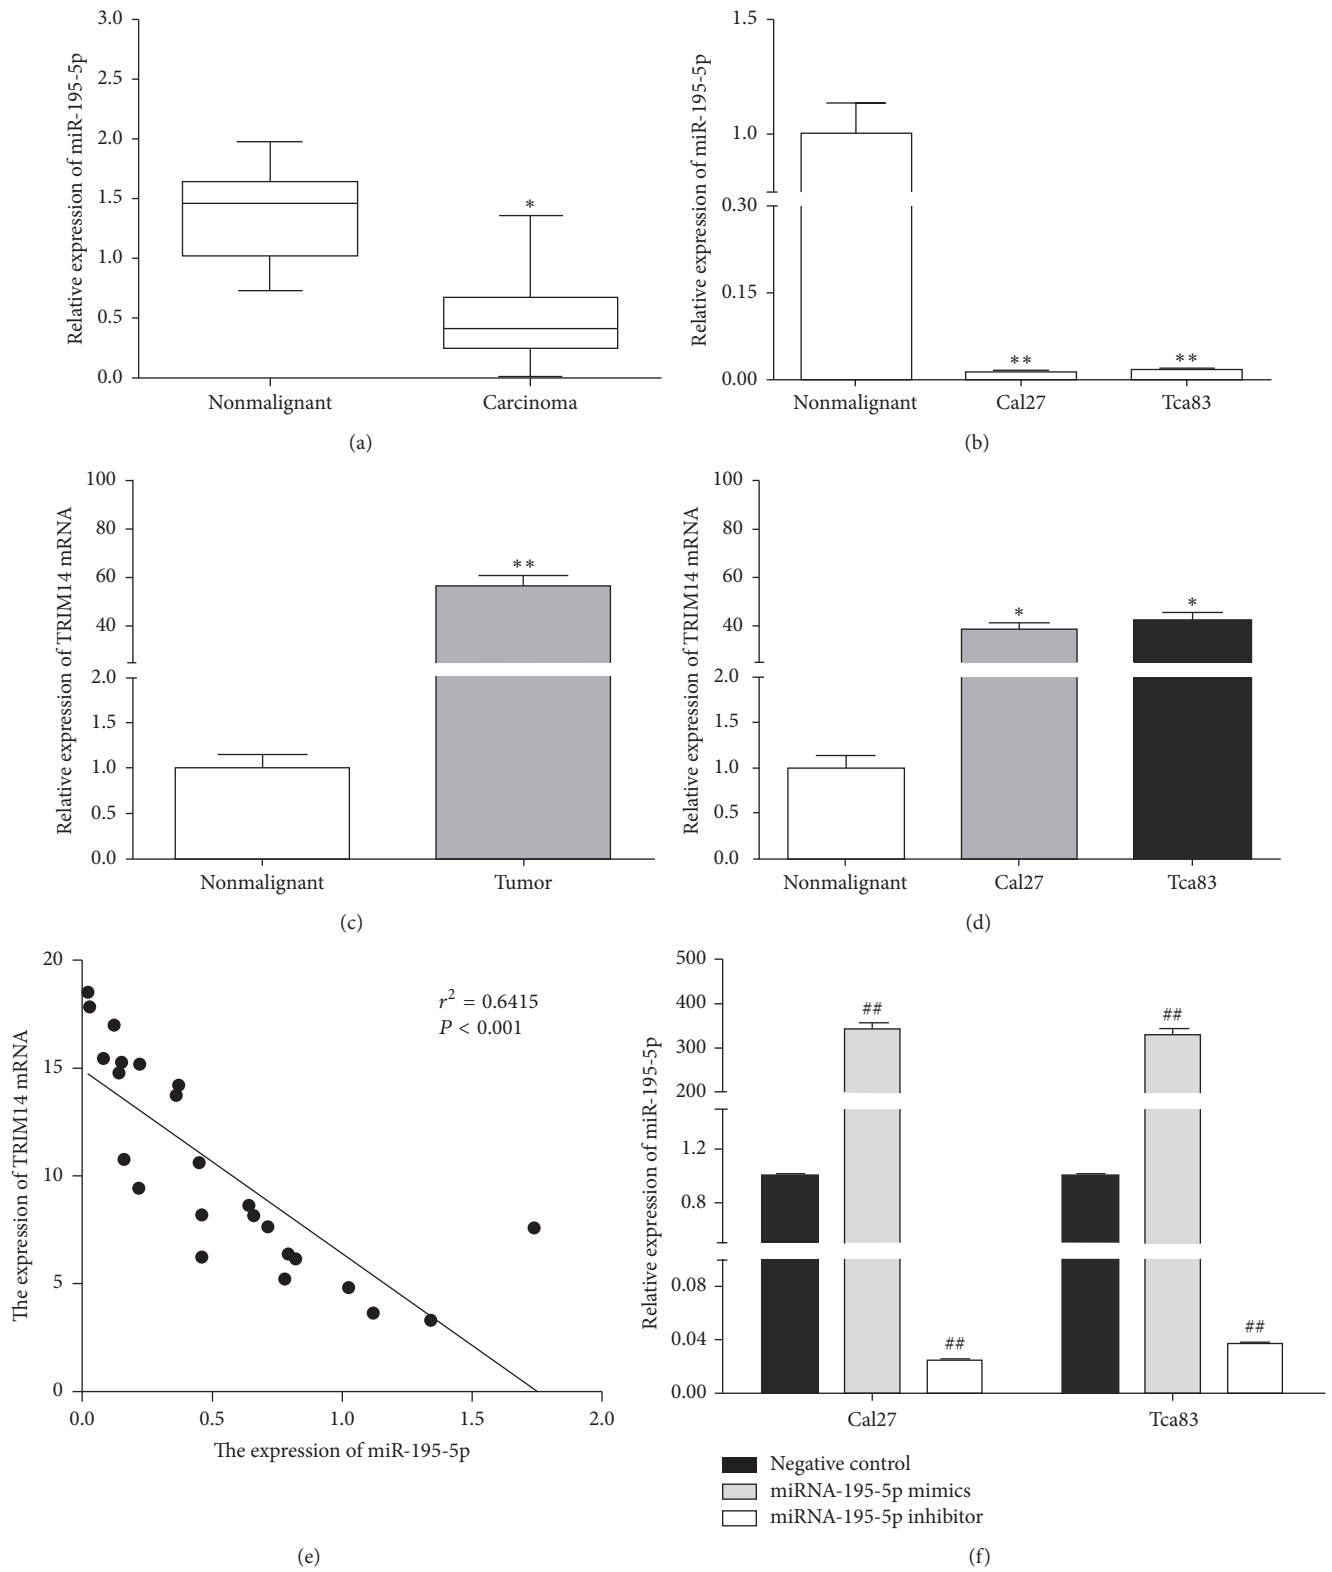 Relative expression of miR-195-5p
3.0
2.5
2.0
1.5
1.0
0.5
0.0
*
Nonmalignant
Carcinoma
(a)
Relative expression of miR-195-5p
1.5
1.0
0.30
0.15
0.00
**
**
Nonmalignant
Cal27
Tca83
(b)
Relative expression of TRIM14 mRNA
100
80
60
40
2.0
1.5
1.0
0.5
0.0
**
Nonmalignant
Tumor
(c)
Relative expression of TRIM14 mRNA
100
80
60
40
2.0
1.5
1.0
0.5
0.0
*
*
Nonmalignant
Cal27
Tca83
(d)
The expression of TRIM14 mRNA
20
15
10
5
0
r² = 0.6415
P < 0.001
0.0
0.5
1.0
1.5
2.0
The expression of miR-195-5p
(e)
Relative expression of miR-195-5p
500
400
300
200
1.2
0.8
0.08
0.04
0.00
##
##
##
##
Cal27
Tca83
Negative control
miRNA-195-5p mimics
miRNA-195-5p inhibitor
(f)